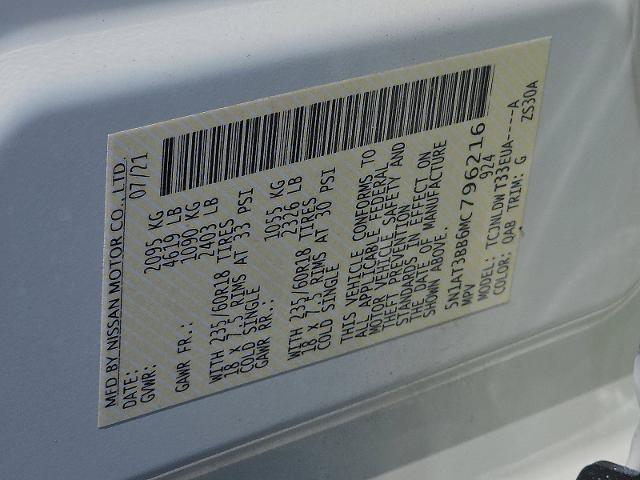 MFD BY NISSAN MOTOR CO., LTD.
DATE: 07/21
GVWR: 2095 KG
4619 LB
GAWR FR.: 1090 KG
2403 LB
WITH 235/60R18 TIRES
18 X 7.5 RIMS AT 33 PSI
COLD SINGLE
GAWR RR.: 1055 KG
2326 LB
WITH 235/60R18 TIRES
18 X 7.5 RIMS AT 30 PSI
COLD SINGLE
THIS VEHICLE CONFORMS TO
ALL APPLICABLE FEDERAL
MOTOR VEHICLE SAFETY AND
THEFT PREVENTION
STANDARDS IN EFFECT ON
THE DATE OF MANUFACTURE
SHOWN ABOVE.
5N1AT3BB6MC796216
MPV 924
MODEL: TCJNLDWT33EUA----A
COLOR: QAB TRIM: G ZS30A